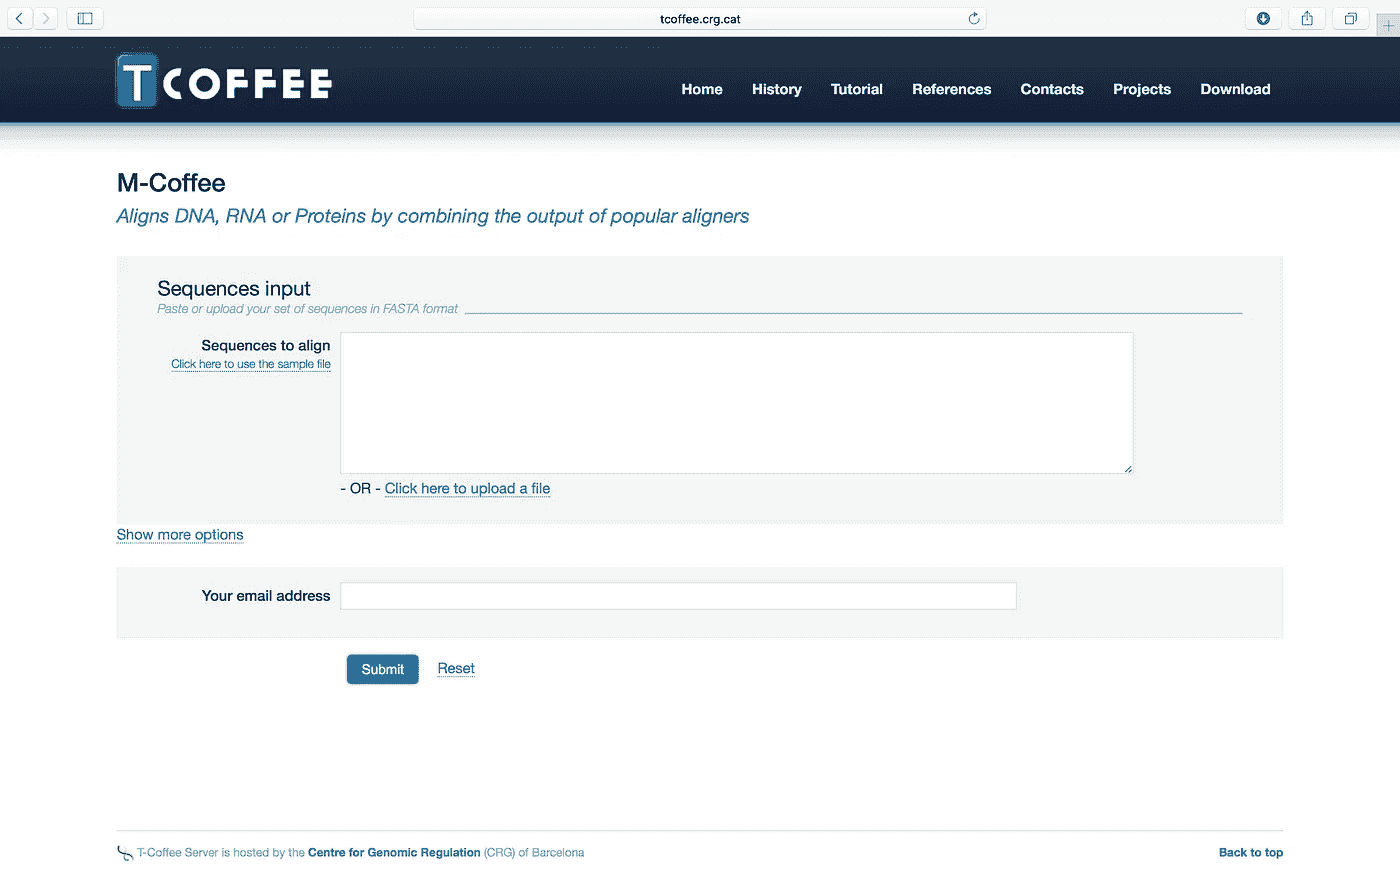 tcoffee.crg.cat
T COFFEE
Home History Tutorial References Contacts Projects Download
M-Coffee
Aligns DNA, RNA or Proteins by combining the output of popular aligners
Sequences input
Paste or upload your set of sequences in FASTA format
Sequences to align
Click here to use the sample file
- OR - Click here to upload a file
Show more options
Your email address
Submit Reset
T-Coffee Server is hosted by the Centre for Genomic Regulation (CRG) of Barcelona
Back to top